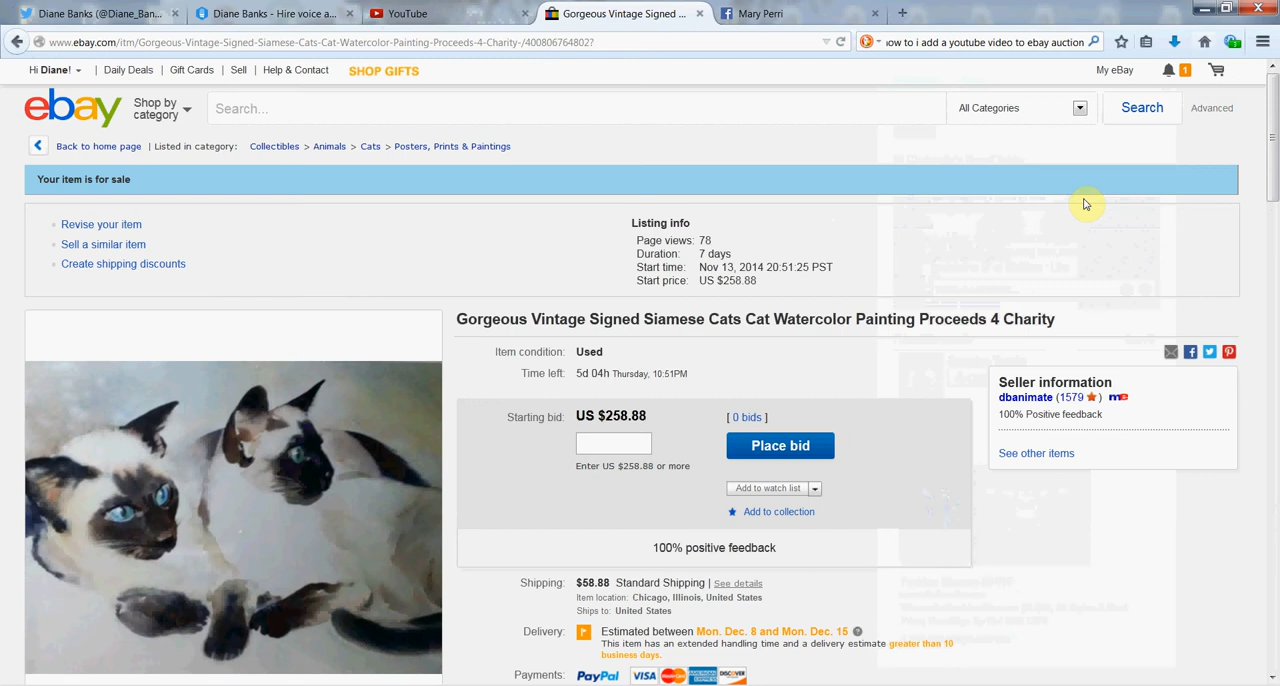 Diane Banks (@Diane_Ban...
Diane Banks - Hire voice a...
YouTube
Gorgeous Vintage Signed ...
Mary Perri
www.ebay.com/itm/Gorgeous-Vintage-Signed-Siamese-Cats-Cat-Watercolor-Painting-Proceeds-4-Charity-/400806764802?
ow to i add a youtube video to ebay auction
Hi Diane! | Daily Deals | Gift Cards | Sell | Help & Contact SHOP GIFTS
My eBay 1
ebay Shop by category Search... All Categories Search Advanced
Back to home page | Listed in category: Collectibles > Animals > Cats > Posters, Prints & Paintings
Your item is for sale
Revise your item
Sell a similar item
Create shipping discounts
Listing info
Page views: 78
Duration: 7 days
Start time: Nov 13, 2014 20:51:25 PST
Start price: US $258.88
Gorgeous Vintage Signed Siamese Cats Cat Watercolor Painting Proceeds 4 Charity
Item condition: Used
Time left: 5d 04h Thursday, 10:51PM
Starting bid: US $258.88 [ 0 bids ]
Place bid
Enter US $258.88 or more
Add to watch list
Add to collection
100% positive feedback
Seller information
dbanimate (1579 ) me
100% Positive feedback
See other items
Shipping: $58.88 Standard Shipping | See details
Item location: Chicago, Illinois, United States
Ships to: United States
Delivery: Estimated between Mon. Dec. 8 and Mon. Dec. 15
This item has an extended handling time and a delivery estimate greater than 10
business days.
Payments: PayPal VISA MasterCard AMERICAN EXPRESS DISCOVER